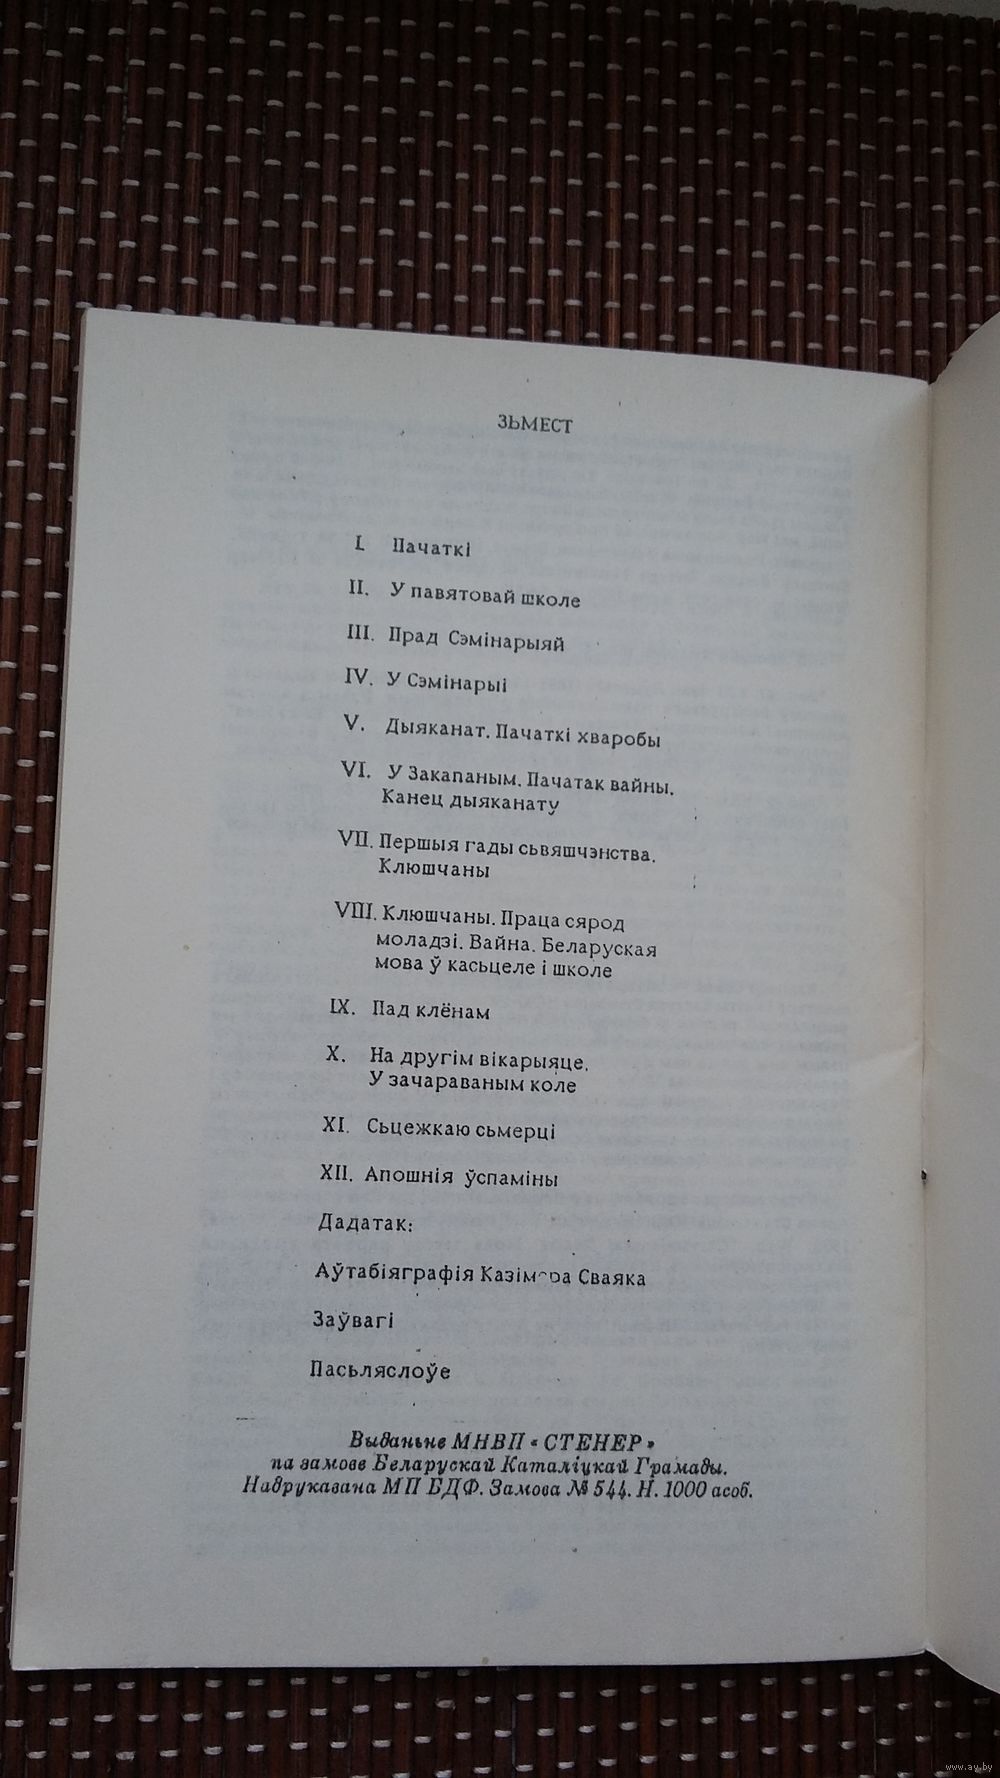 ЗЬМЕСТ
I. Пачаткі
II. У павятовай школе
III. Прад Сэмінарыяй
IV. У Сэмінарыі
V. Дыяканат. Пачаткі хваробы
VI. У Закапаным. Пачатак вайны.
Канец дыяканату
VII. Першыя гады сьвяшчэнства.
Клюшчаны
VIII. Клюшчаны. Праца сярод
моладзі. Вайна. Беларуская
мова ў касьцеле і школе
IX. Пад клёнам
X. На другім вікарыяце.
У зачараваным коле
XI. Сьцежкаю сьмерці
XII. Апошнія ўспаміны
Дадатак:
Аўтабіяграфія Сваяка
Заўвагі
Пасьляслоўе
Выданьне МНВП «СТЕНЕР»
па замове Беларускай Каталіцкай Грамады.
Надрукавана МП БДФ. Замова № 544. Н. 1000 асоб.
www.ay.by